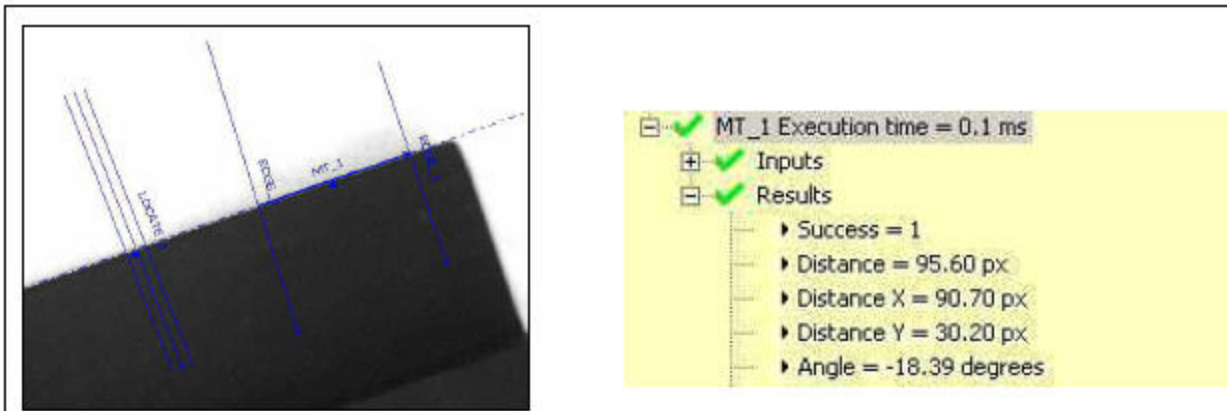 LOCATE
EDGE_
MT_1
MT_1 Execution time = 0.1 ms
Inputs
Results
Success = 1
Distance = 95.60 px
Distance X = 90.70 px
Distance Y = 30.20 px
Angle = -18.39 degrees